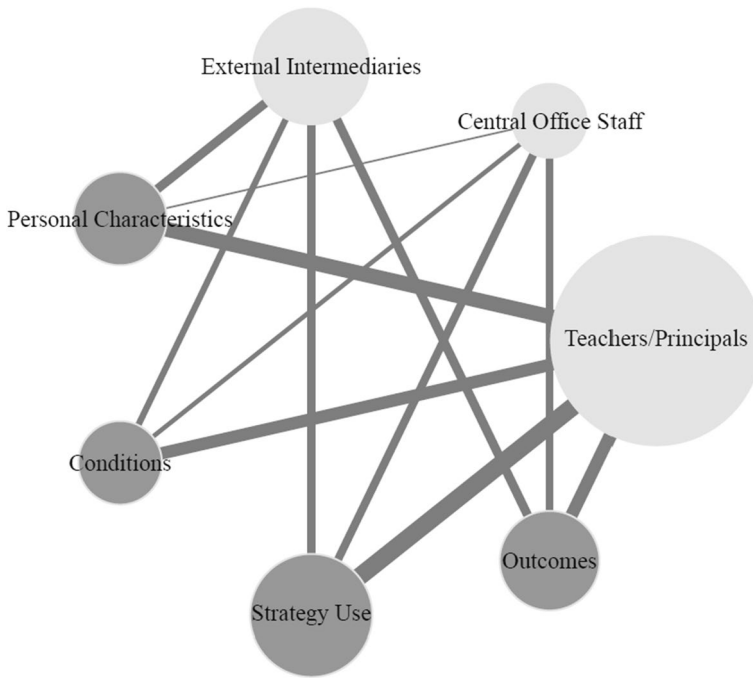 External Intermediaries
Central Office Staff
Personal Characteristics
Teachers/Principals
Conditions
Outcomes
Strategy Use